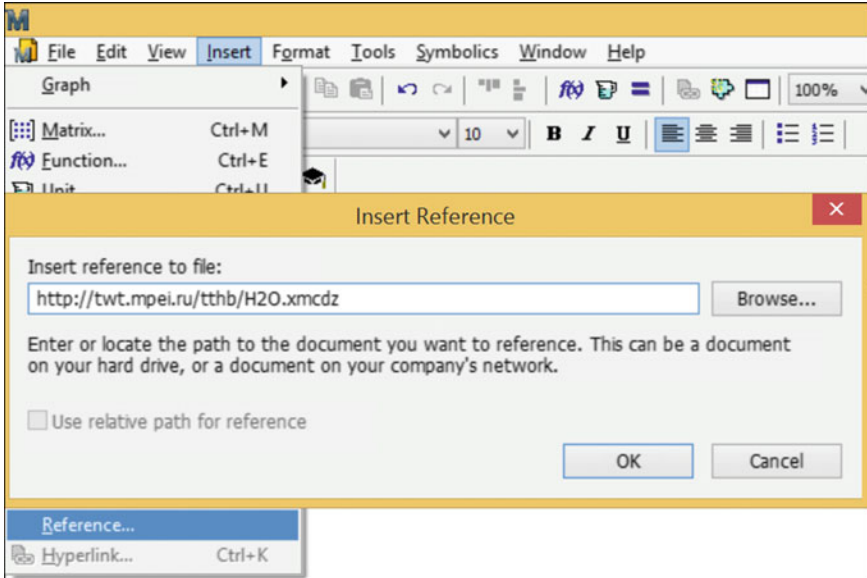 M
File Edit View Insert Format Tools Symbolics Window Help
Graph
f(x) 100%
Matrix... Ctrl+M
10 B I U
f(x) Function... Ctrl+E
Unit Ctrl+U
Insert Reference
Insert reference to file:
http://twt.mpei.ru/tthb/H2O.xmcdz
Browse...
Enter or locate the path to the document you want to reference. This can be a document
on your hard drive, or a document on your company's network.
Use relative path for reference
OK Cancel
Reference...
Hyperlink... Ctrl+K